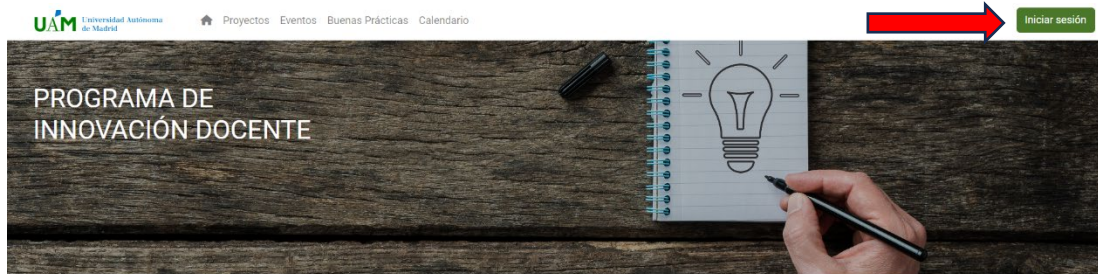 UAM Universidad Autónoma
de Madrid
Proyectos Eventos Buenas Prácticas Calendario
Iniciar sesión
PROGRAMA DE
INNOVACIÓN DOCENTE